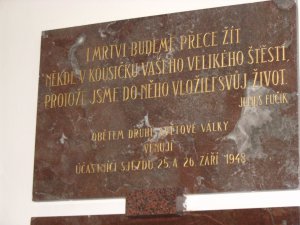 I MRTVÍ BUDEME PŘECE ŽÍT
NĚKDE V KOUSÍČKU VAŠEHO VELIKÉHO ŠTĚSTÍ,
PROTOŽE JSME DO NĚHO VLOŽILI SVŮJ ŽIVOT.
JULIUS FUČÍK
OBĚTEM DRUHÉ SVĚTOVÉ VÁLKY
VĚNUJÍ
ÚČASTNÍCI SJEZDU 25. A 26. ZÁŘÍ 1948